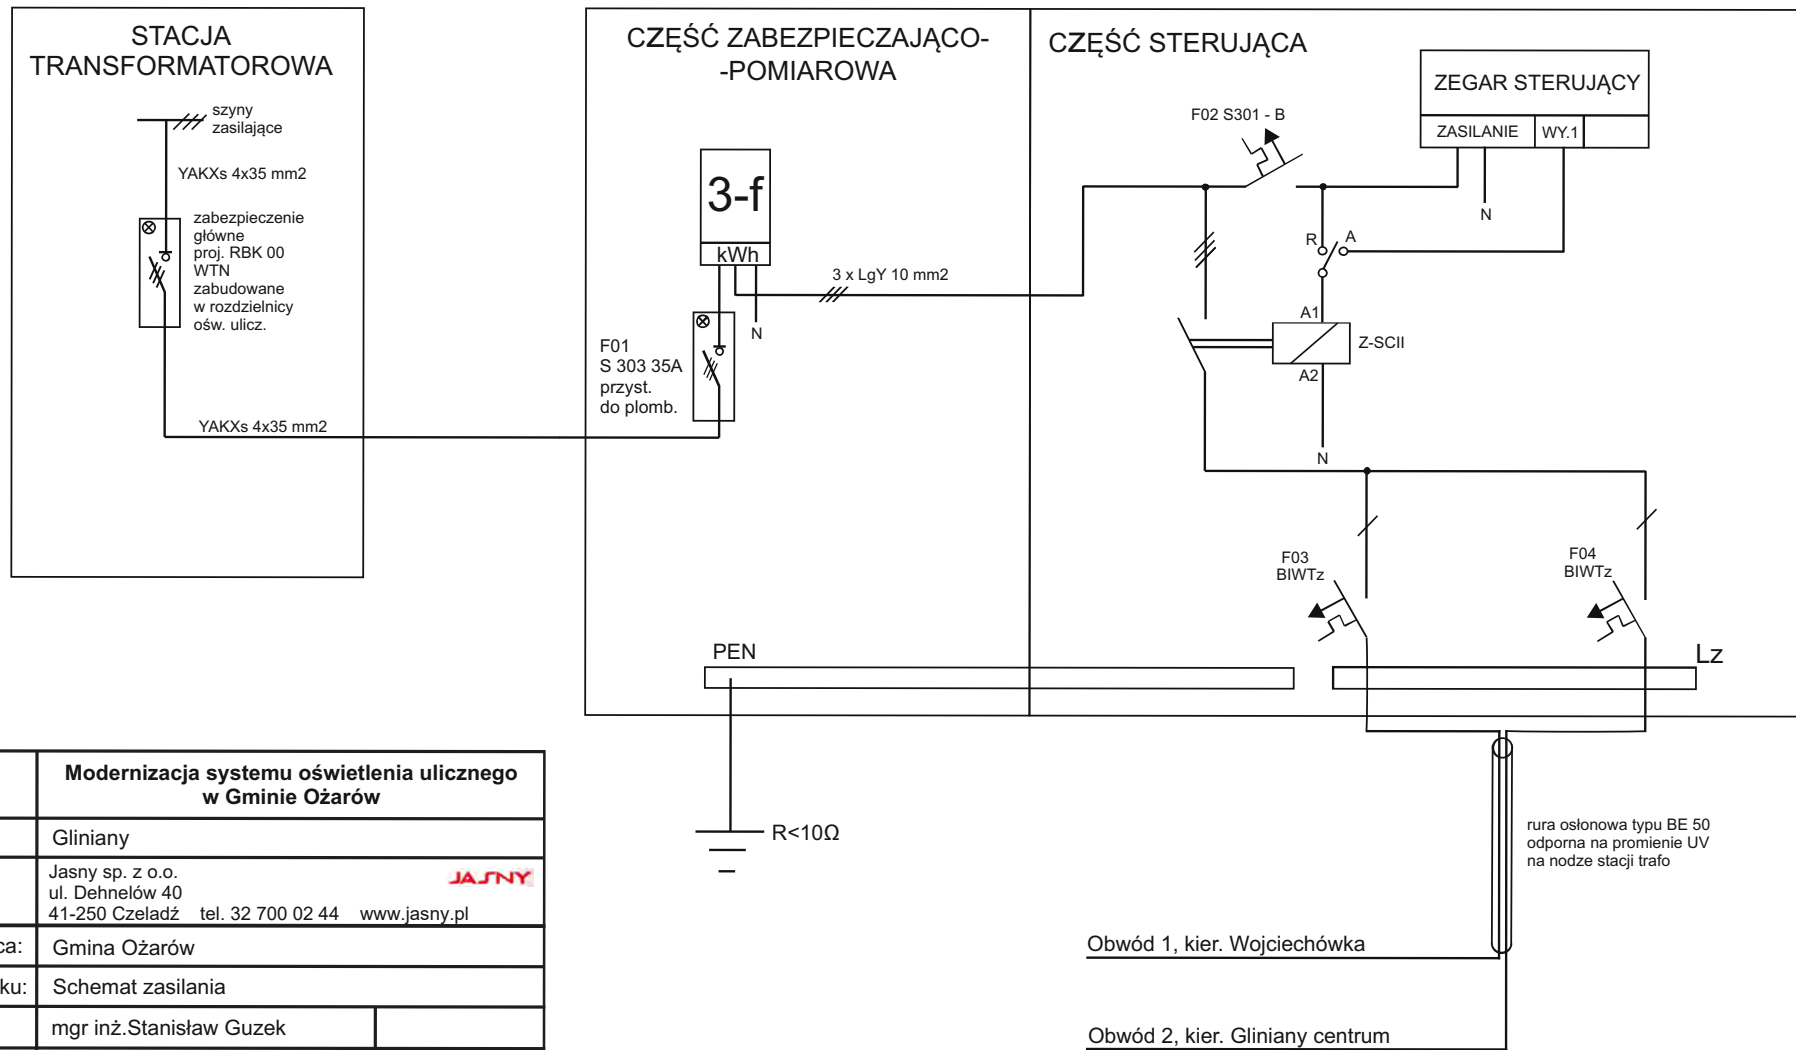 STACJA
TRANSFORMATOROWA
szyny
zasilające
YAKXs 4x35 mm2
zabezpieczenie
główne
proj. RBK 00
WTN
zabudowane
w rozdzielnicy
ośw. ulicz.
YAKXs 4x35 mm2
CZĘŚĆ ZABEZPIECZAJĄCO-
-POMIAROWA
3-f
kWh
N
3 x LgY 10 mm2
F01
S 303 35A
przyst.
do plomb.
PEN
R<10Ω
CZĘŚĆ STERUJĄCA
F02 S301 - B
ZEGAR STERUJĄCY
ZASILANIE
WY.1
N
R
A
A1
Z-SCII
A2
N
F03
BIWTz
F04
BIWTz
Lz
rura osłonowa typu BE 50
odporna na promienie UV
na nodze stacji trafo
Obwód 1, kier. Wojciechówka
Obwód 2, kier. Gliniany centrum
Modernizacja systemu oświetlenia ulicznego
w Gminie Ożarów
Gliniany
Jasny sp. z o.o.
JASNY
ul. Dehnelów 40
41-250 Czeladź tel. 32 700 02 44 www.jasny.pl
ca: Gmina Ożarów
ku: Schemat zasilania
mgr inż.Stanisław Guzek